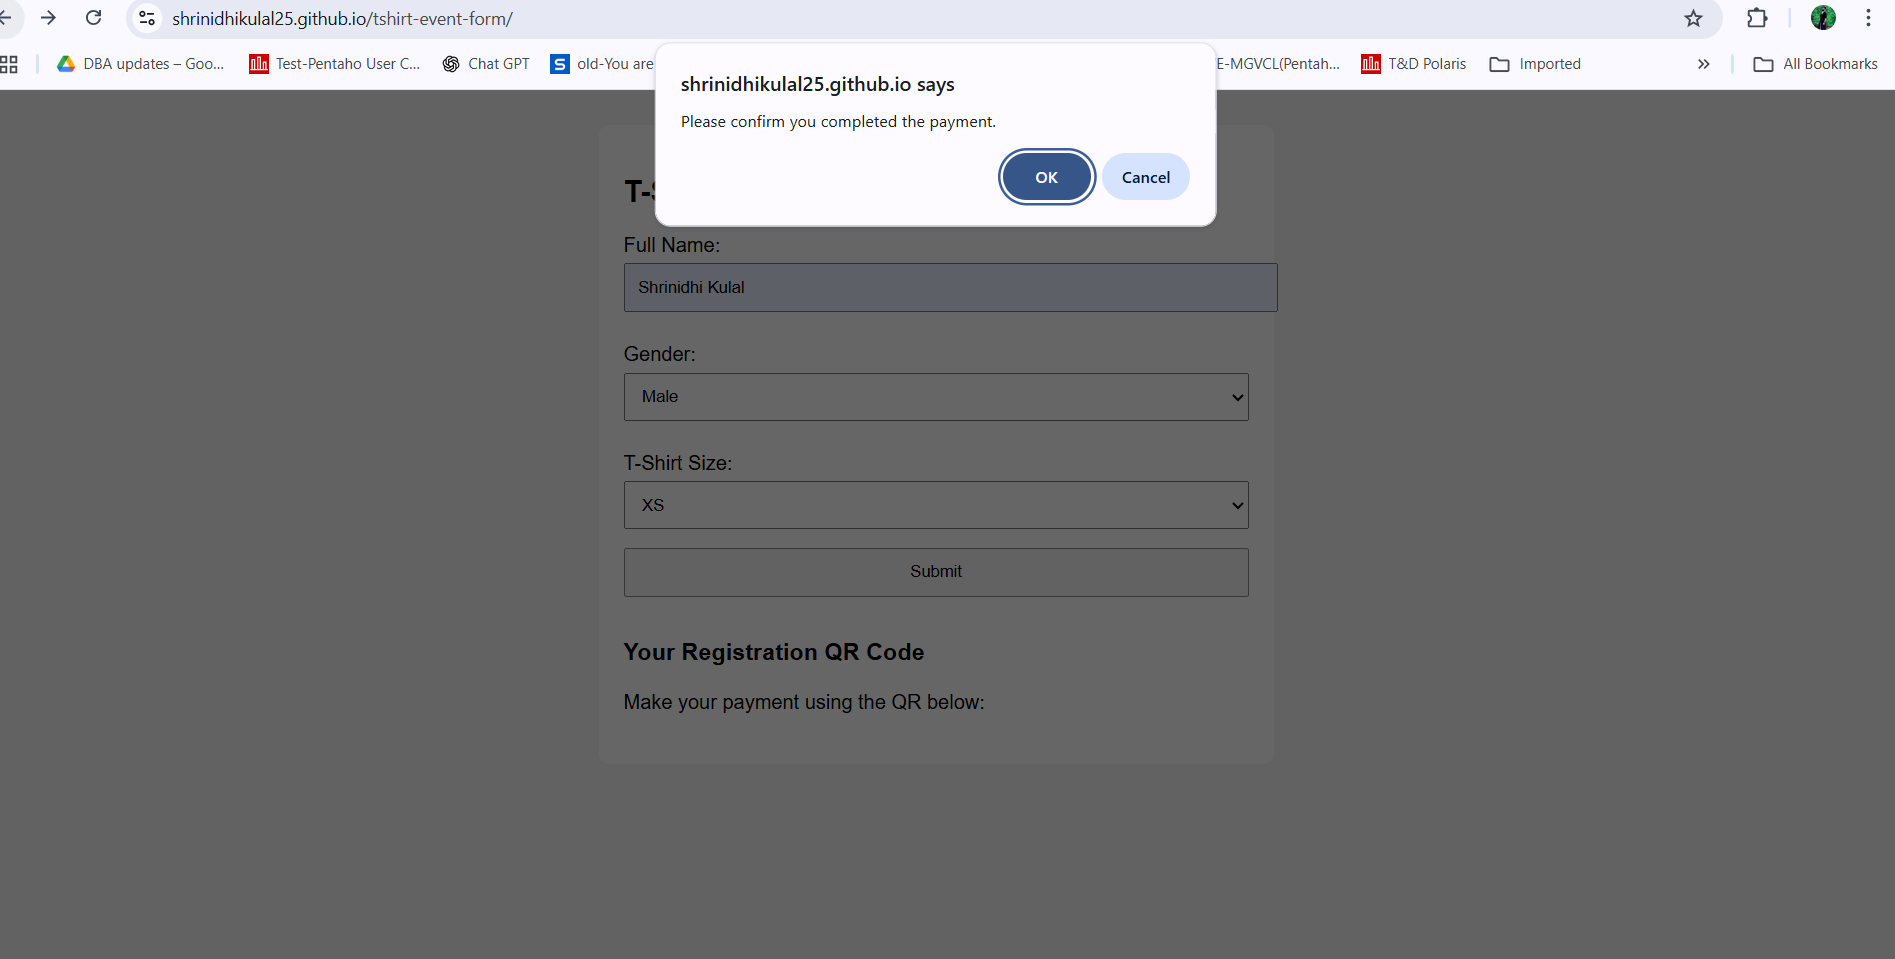 shrinidhikulal25.github.io/tshirt-event-form/
DBA updates – Goo...
Test-Pentaho User C...
Chat GPT
old-You are
E-MGVCL(Pentah...
T&D Polaris
Imported
All Bookmarks
shrinidhikulal25.github.io says
Please confirm you completed the payment.
OK
Cancel
T-
Full Name:
Shrinidhi Kulal
Gender:
Male
T-Shirt Size:
XS
Submit
Your Registration QR Code
Make your payment using the QR below: